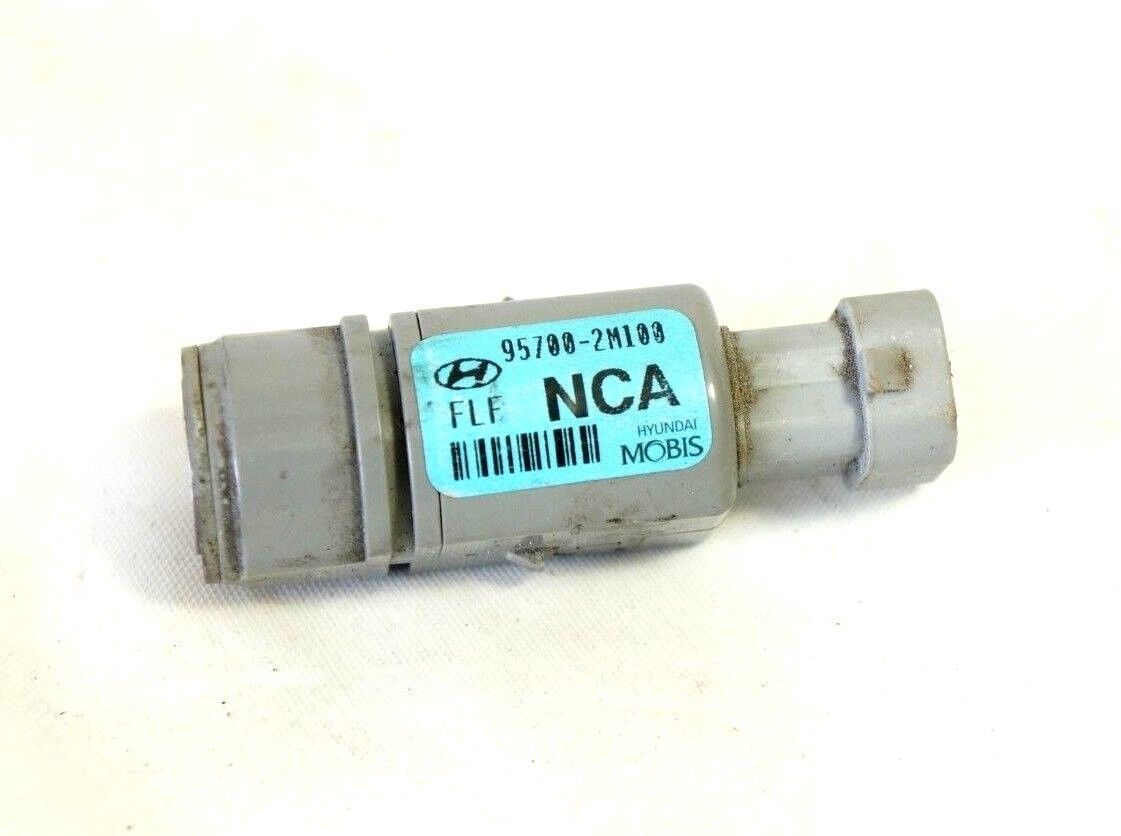 95700-2M100
FLF NCA
HYUNDAI
MOBIS